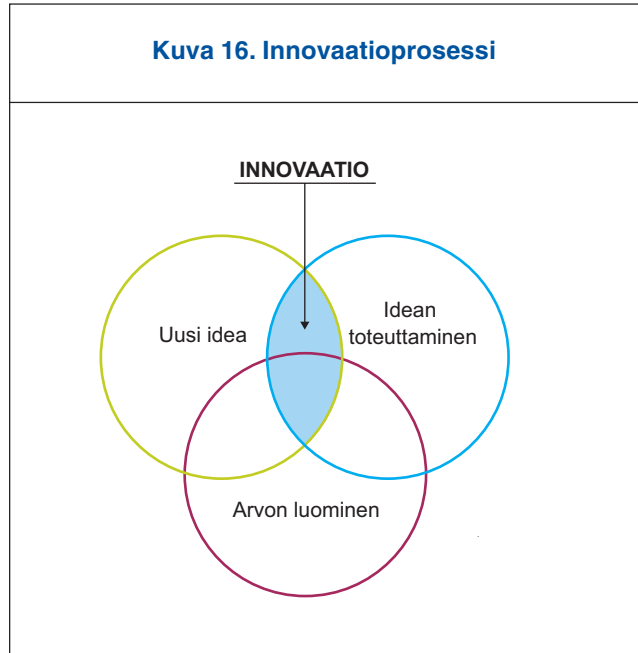 Kuva 16. Innovaatioprosessi
INNOVAATIO
Uusi idea
Idean
toteuttaminen
Arvon luominen